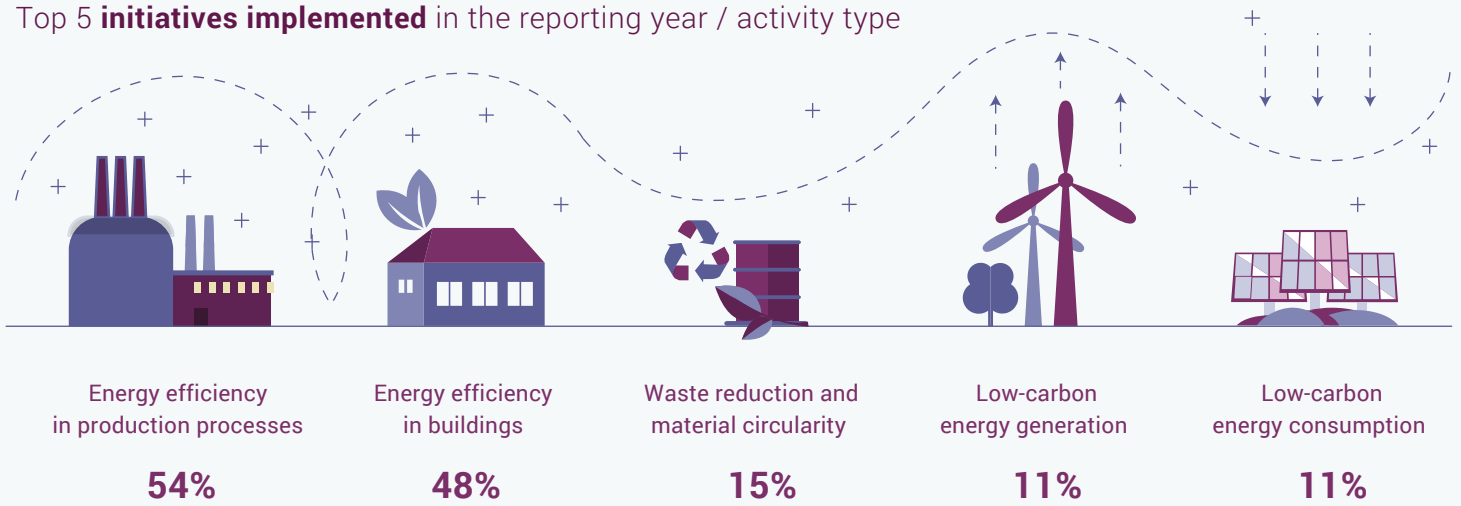 Top 5 initiatives implemented in the reporting year / activity type
Energy efficiency
in production processes
54%
Energy efficiency
in buildings
48%
Waste reduction and
material circularity
15%
Low-carbon
energy generation
11%
Low-carbon
energy consumption
11%